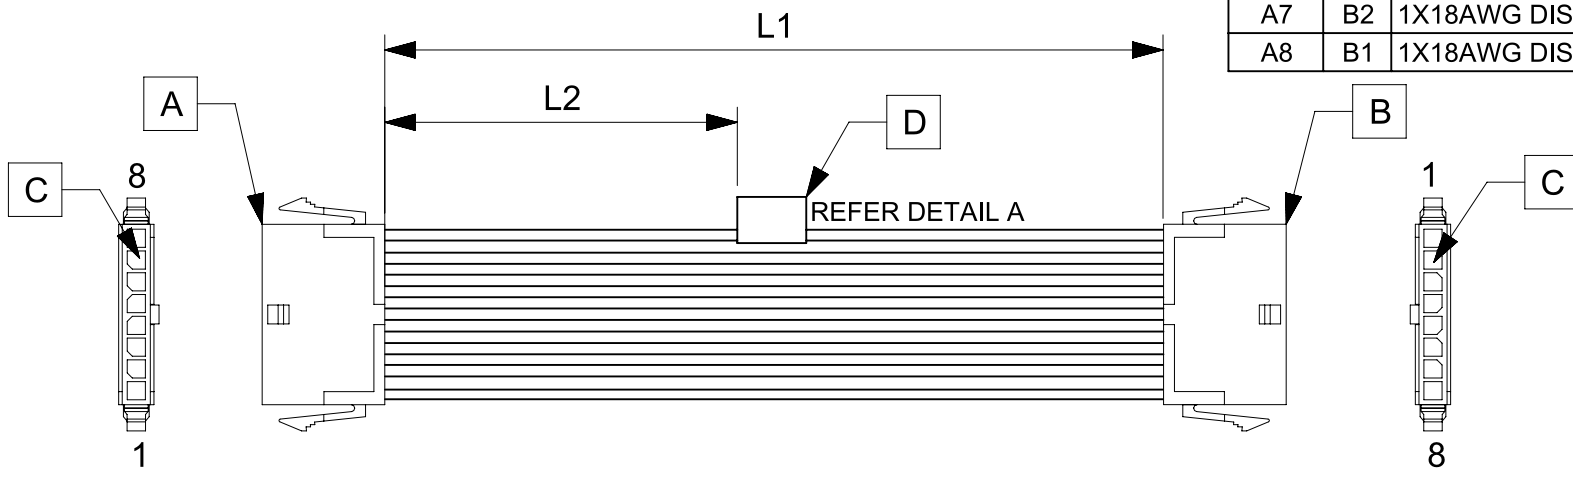 A7 B2 1X18AWG DIS
A8 B1 1X18AWG DIS
L1
L2
A
D
B
C
8
REFER DETAIL A
1
C
1
8